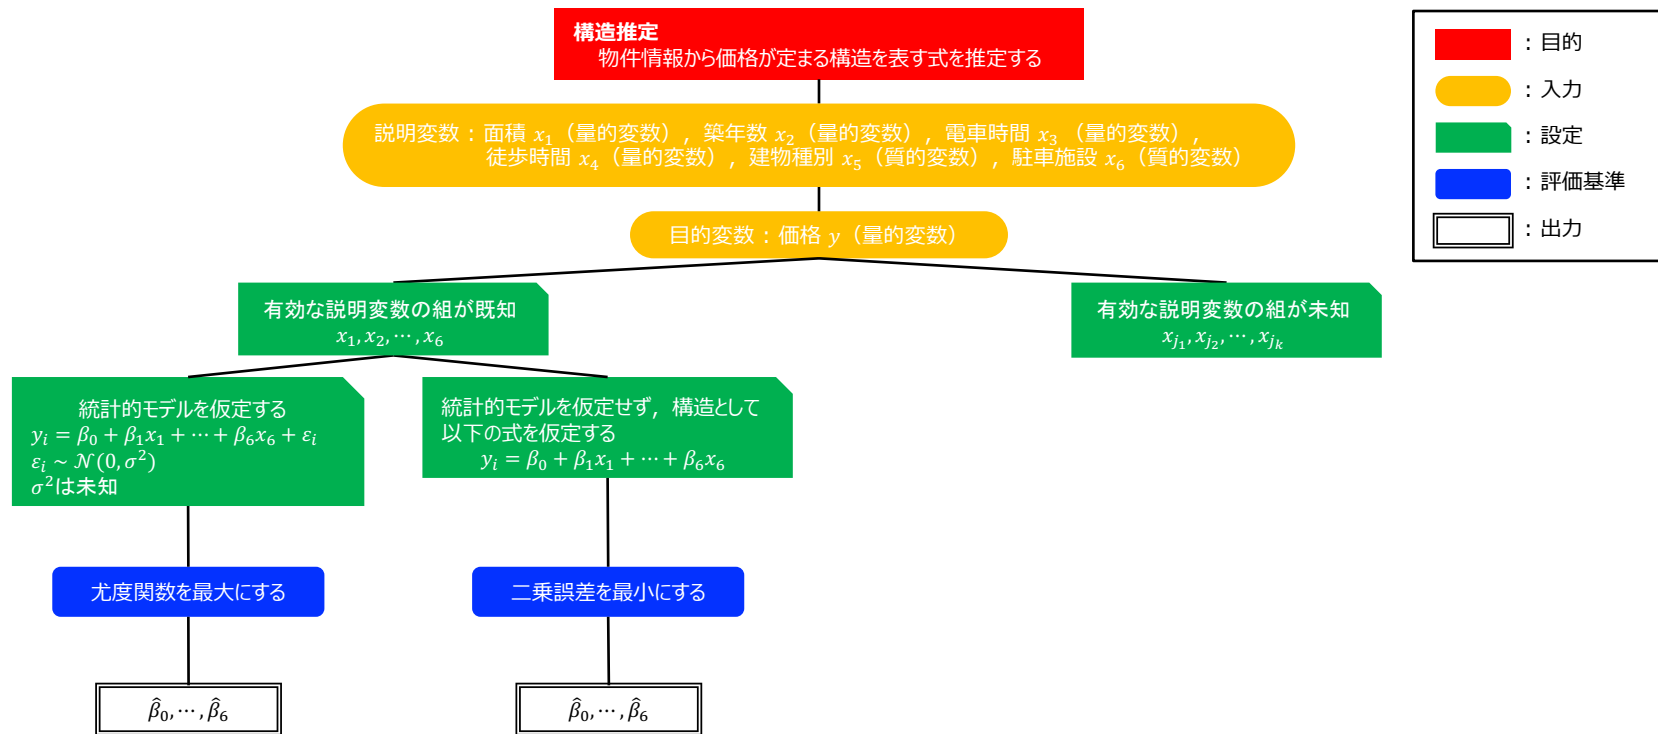 構造推定
物件情報から価格が定まる構造を表す式を推定する
：目的
：入力
：設定
：評価基準
：出力
説明変数：面積 x₁（量的変数）, 築年数 x₂（量的変数）, 電車時間 x₃（量的変数）,
徒歩時間 x₄（量的変数）, 建物種別 x₅（質的変数）, 駐車施設 x₆（質的変数）
目的変数：価格 y（量的変数）
有効な説明変数の組が既知
x₁, x₂, ⋯, x₆
有効な説明変数の組が未知
x_{j₁}, x_{j₂}, ⋯, x_{j_k}
統計的モデルを仮定する
y_i = β₀ + β₁x₁ + ⋯ + β₆x₆ + ε_i
ε_i ~ 𝒩(0, σ²)
σ²は未知
統計的モデルを仮定せず，構造として
以下の式を仮定する
y_i = β₀ + β₁x₁ + ⋯ + β₆x₆
尤度関数を最大にする
二乗誤差を最小にする
β̂₀, ⋯, β̂₆
β̂₀, ⋯, β̂₆